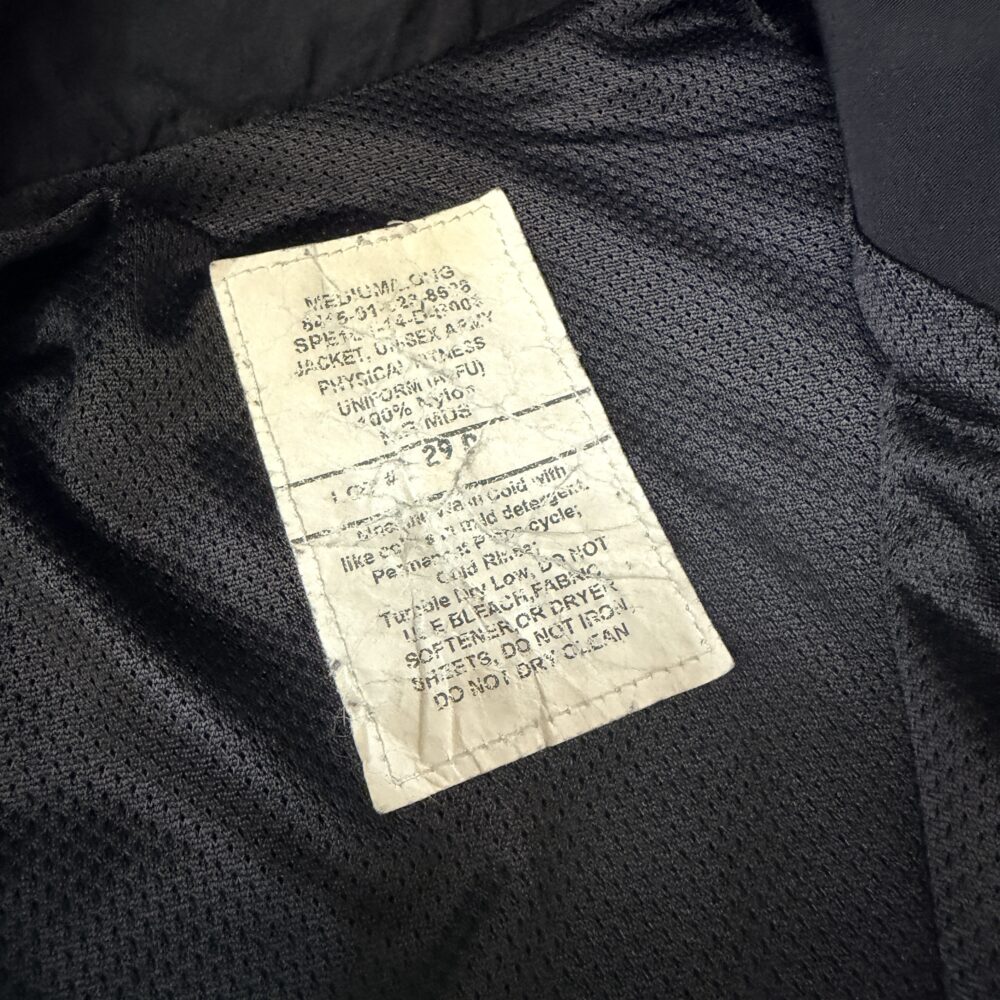 MEDIUM/LONG
JACKET, UNISEX ARMY
PHYSICAL FITNESS
UNIFORM (APFU)
100% Nylon
LOT # 29
Machine Wash Cold with
like colors in mild detergent.
Permanent Press cycle;
Cold Rinse;
Tumble Dry Low, DO NOT
USE BLEACH,FABRIC
SOFTENER,OR DRYER
SHEETS, DO NOT IRON,
DO NOT DRY CLEAN